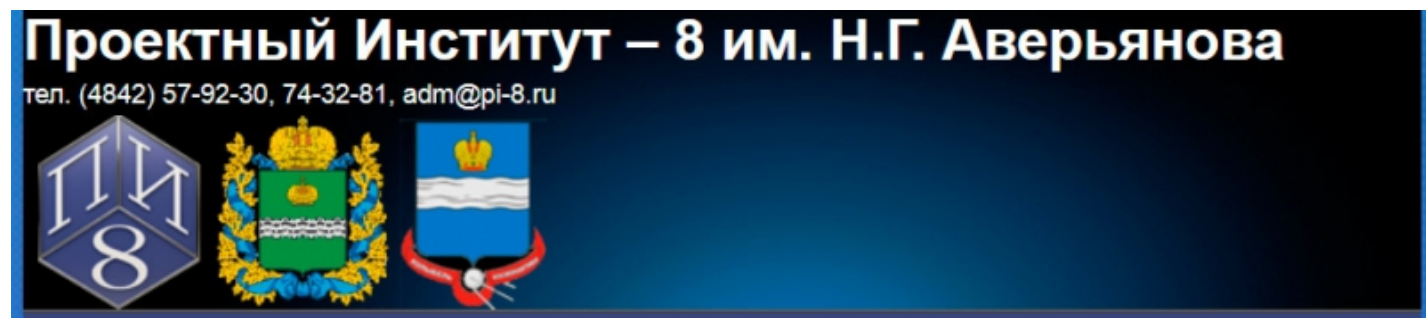 Проектный Институт – 8 им. Н.Г. Аверьянова
тел. (4842) 57-92-30, 74-32-81, adm@pi-8.ru
ПИ
8